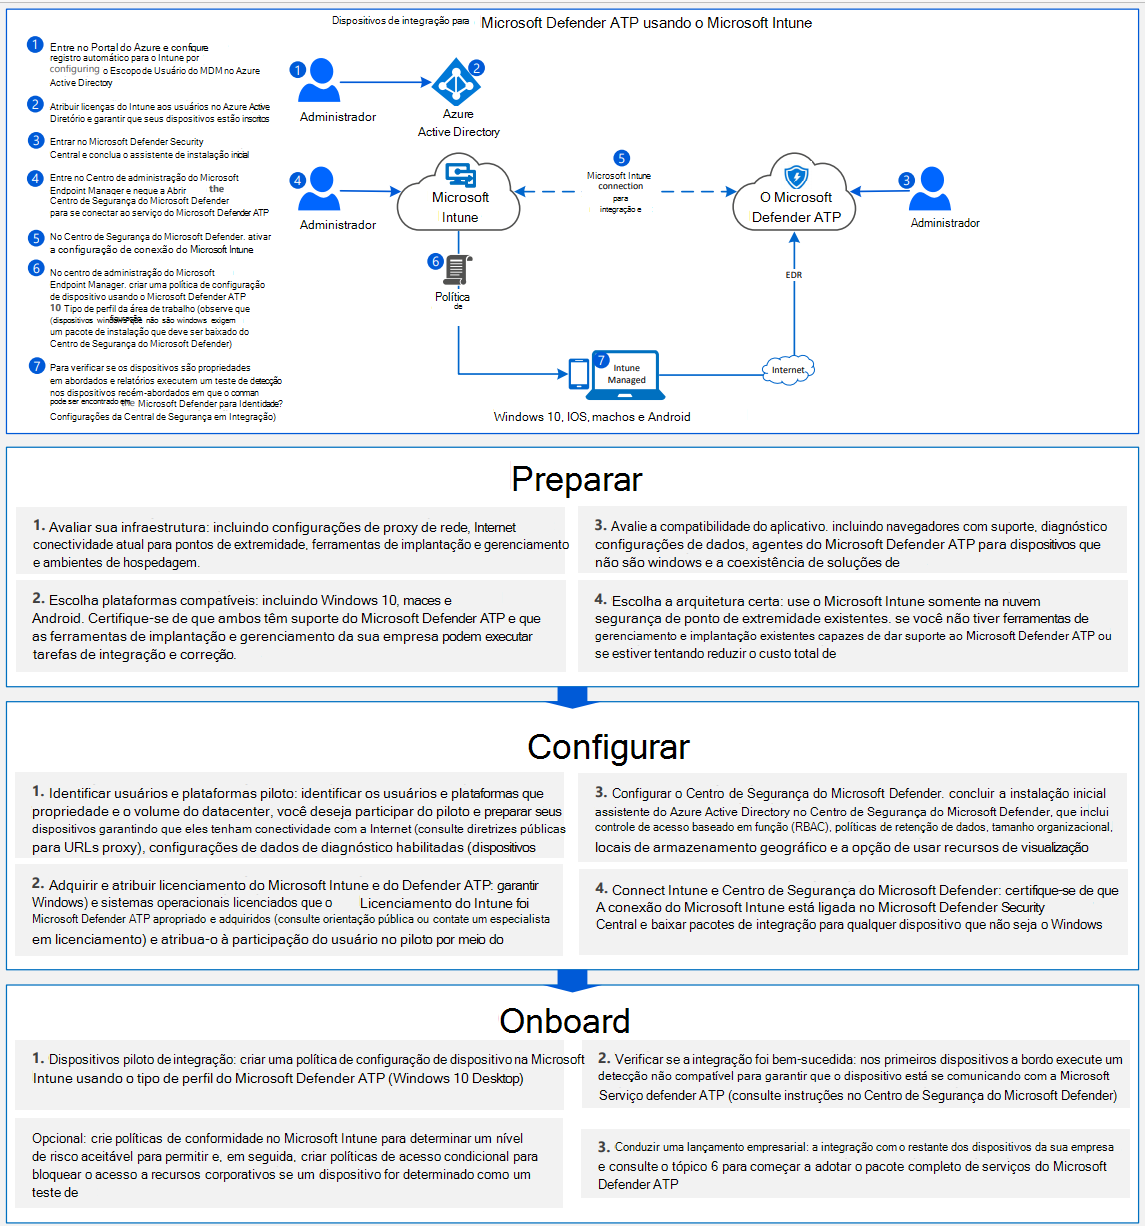 Dispositivos de integração para Microsoft Defender ATP usando o Microsoft Intune
1 Entre no Portal do Azure e configure
registro automático para o Intune por
configuring o Escopo de Usuário do MDM no Azure
Active Directory
2 Atribuir licenças do Intune aos usuários no Azure Active
Diretório e garantir que seus dispositivos estão inscritos
3 Entrar no Microsoft Defender Security
Central e conclua o assistente de instalação inicial
4 Entre no Centro de administração do Microsoft
Endpoint Manager e neque a Abrir the
Centro de Segurança do Microsoft Defender
para se conectar ao serviço do Microsoft Defender ATP
5 No Centro de Segurança do Microsoft Defender. ativar
a configuração de conexão do Microsoft Intune
6 No centro de administração do Microsoft
Endpoint Manager. criar uma política de configuração
de dispositivo usando o Microsoft Defender ATP
10 Tipo de perfil da área de trabalho (observe que
(dispositivos que não são windows exigem
um pacote de instalação que deve ser baixado do
Centro de Segurança do Microsoft Defender)
7 Para verificar se os dispositivos são propriedades
em abordados e relatórios executem um teste de detecção
nos dispositivos recém-abordados em que o comman
pode ser encontrado em the Microsoft Defender para Identidade?
Configurações da Central de Segurança em Integração)
1
Administrador
2
Azure
Active Directory
4
Administrador
Microsoft
Intune
5
Microsoft Intune
connection
para
integração e
O Microsoft
Defender ATP
3
Administrador
6
Política
de
EDR
7
Intune
Managed
Internet
Windows 10, IOS, machos e Android
Preparar
1. Avaliar sua infraestrutura: incluindo configurações de proxy de rede, Internet
conectividade atual para pontos de extremidade, ferramentas de implantação e gerenciamento
e ambientes de hospedagem.
2. Escolha plataformas compatíveis: incluindo Windows 10, maces e
Android. Certifique-se de que ambos têm suporte do Microsoft Defender ATP e que
as ferramentas de implantação e gerenciamento da sua empresa podem executar
tarefas de integração e correção.
3. Avalie a compatibilidade do aplicativo. incluindo navegadores com suporte, diagnóstico
configurações de dados, agentes do Microsoft Defender ATP para dispositivos que
não são windows e a coexistência de soluções de
4. Escolha a arquitetura certa: use o Microsoft Intune somente na nuvem
segurança de ponto de extremidade existentes. se você não tiver ferramentas de
gerenciamento e implantação existentes capazes de dar suporte ao Microsoft Defender ATP ou
se estiver tentando reduzir o custo total de
Configurar
1. Identificar usuários e plataformas piloto: identificar os usuários e plataformas que
propriedade e o volume do datacenter, você deseja participar do piloto e preparar seus
dispositivos garantindo que eles tenham conectividade com a Internet (consulte diretrizes públicas
para URLs proxy), configurações de dados de diagnóstico habilitadas (dispositivos
2. Adquirir e atribuir licenciamento do Microsoft Intune e do Defender ATP: garantir
Windows) e sistemas operacionais licenciados que o Licenciamento do Intune foi
Microsoft Defender ATP apropriado e adquiridos (consulte orientação pública ou contate um especialista
em licenciamento) e atribua-o à participação do usuário no piloto por meio do
3. Configurar o Centro de Segurança do Microsoft Defender. concluir a instalação inicial
assistente do Azure Active Directory no Centro de Segurança do Microsoft Defender, que inclui
controle de acesso baseado em função (RBAC), políticas de retenção de dados, tamanho organizacional,
locais de armazenamento geográfico e a opção de usar recursos de visualização
4. Connect Intune e Centro de Segurança do Microsoft Defender: certifique-se de que
A conexão do Microsoft Intune está ligada no Microsoft Defender Security
Central e baixar pacotes de integração para qualquer dispositivo que não seja o Windows
Onboard
1. Dispositivos piloto de integração: criar uma política de configuração de dispositivo na Microsoft
Intune usando o tipo de perfil do Microsoft Defender ATP (Windows 10 Desktop)
Opcional: crie políticas de conformidade no Microsoft Intune para determinar um nível
de risco aceitável para permitir e, em seguida, criar políticas de acesso condicional para
bloquear o acesso a recursos corporativos se um dispositivo for determinado como um
teste de
2. Verificar se a integração foi bem-sucedida: nos primeiros dispositivos a bordo execute um
detecção não compatível para garantir que o dispositivo está se comunicando com a Microsoft
Serviço defender ATP (consulte instruções no Centro de Segurança do Microsoft Defender)
3. Conduzir uma lançamento empresarial: a integração com o restante dos dispositivos da sua empresa
e consulte o tópico 6 para começar a adotar o pacote completo de serviços do Microsoft
Defender ATP